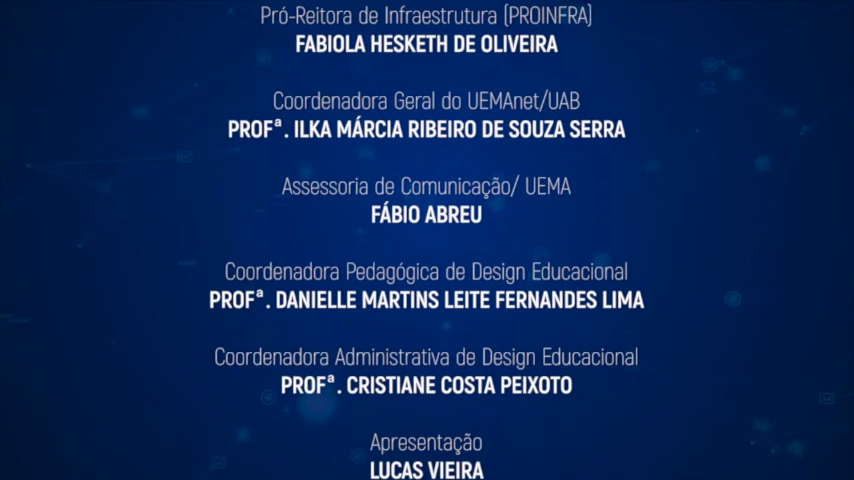 Pró-Reitora de Infraestrutura (PROINFRA)
FABIOLA HESKETH DE OLIVEIRA
Coordenadora Geral do UEMAnet/UAB
PROFª. ILKA MÁRCIA RIBEIRO DE SOUZA SERRA
Assessoria de Comunicação/ UEMA
FÁBIO ABREU
Coordenadora Pedagógica de Design Educacional
PROFª. DANIELLE MARTINS LEITE FERNANDES LIMA
Coordenadora Administrativa de Design Educacional
PROFª. CRISTIANE COSTA PEIXOTO
Apresentação
LUCAS VIEIRA